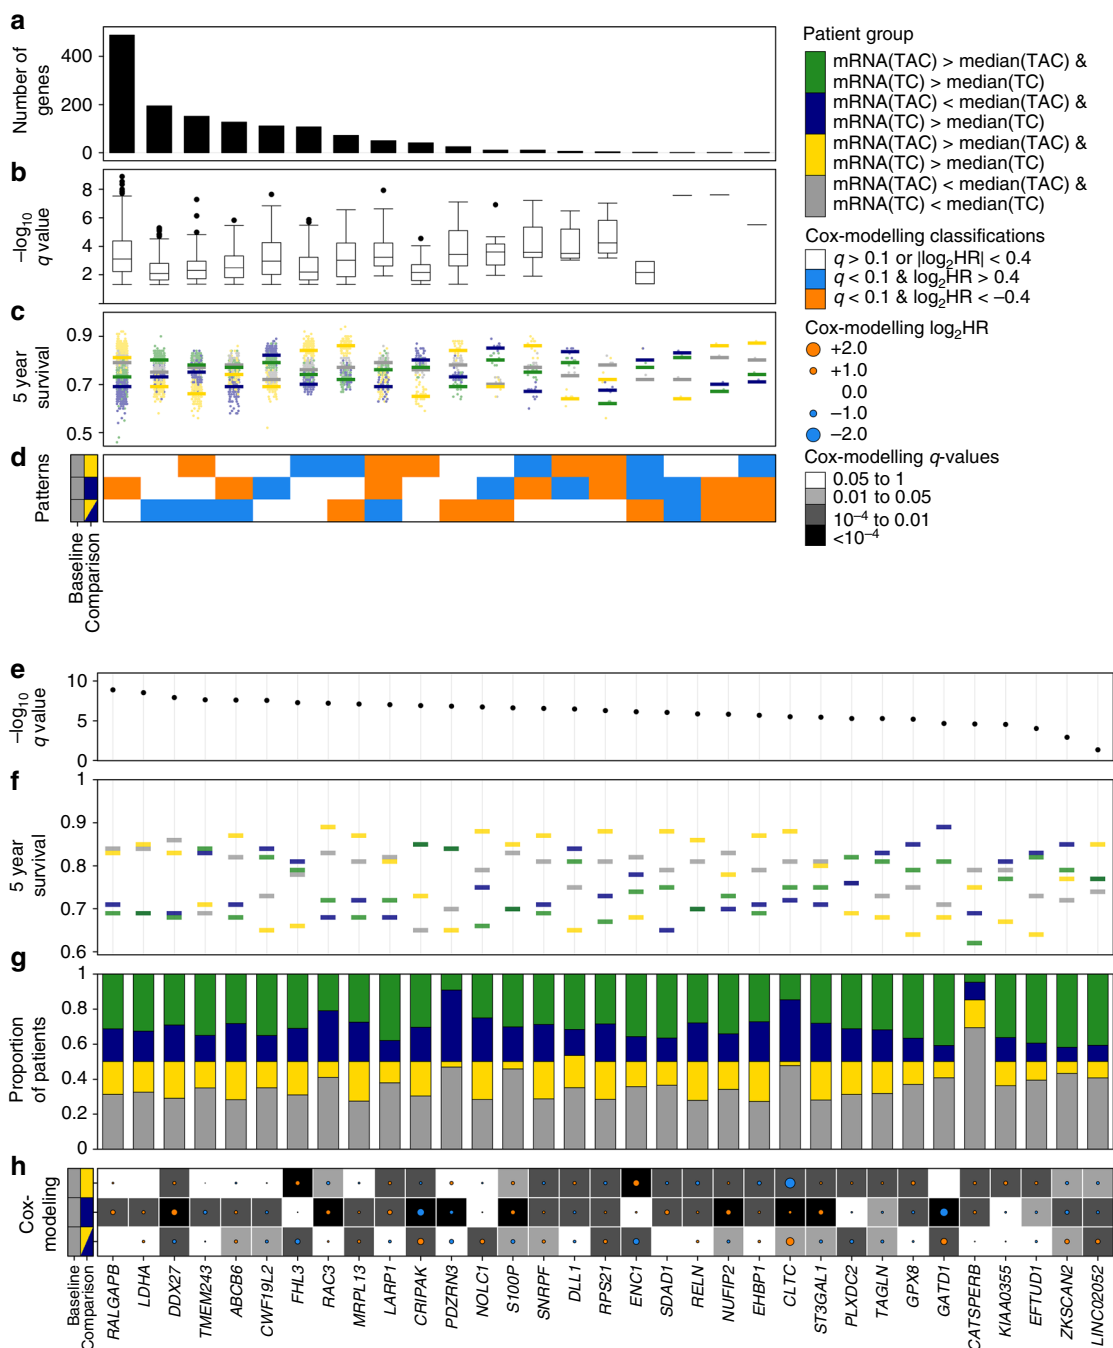 a
Number of
genes
400
200
0
b
–log10
q value
8
6
4
2
c
5 year
survival
0.9
0.7
0.5
d
Patterns
Baseline
Comparison
Patient group
mRNA(TAC) > median(TAC) &
mRNA(TC) > median(TC)
mRNA(TAC) < median(TAC) &
mRNA(TC) > median(TC)
mRNA(TAC) > median(TAC) &
mRNA(TC) > median(TC)
mRNA(TAC) < median(TAC) &
mRNA(TC) < median(TC)
Cox-modelling classifications
q > 0.1 or |log2HR| < 0.4
q < 0.1 & log2HR > 0.4
q < 0.1 & log2HR < –0.4
Cox-modelling log2HR
+2.0
+1.0
0.0
–1.0
–2.0
Cox-modelling q-values
0.05 to 1
0.01 to 0.05
10–4 to 0.01
<10–4
e
–log10
q value
10
5
0
f
5 year
survival
1
0.9
0.8
0.7
0.6
g
Proportion
of patients
1
0.8
0.6
0.4
0.2
0
h
Cox-
modeling
Baseline
Comparison
RALGAPB
LDHA
DDX27
TMEM243
ABCB6
CWF19L2
FHL3
RAC3
MRPL13
LARP1
CRIPAK
PDZRN3
NOLC1
S100P
SNRPF
DLL1
RPS21
ENC1
SDAD1
RELN
NUFIP2
EHBP1
CLTC
ST3GAL1
PLXDC2
TAGLN
GPX8
GATD1
CATSPERB
KIAA0355
EFTUD1
ZKSCAN2
LINC02052